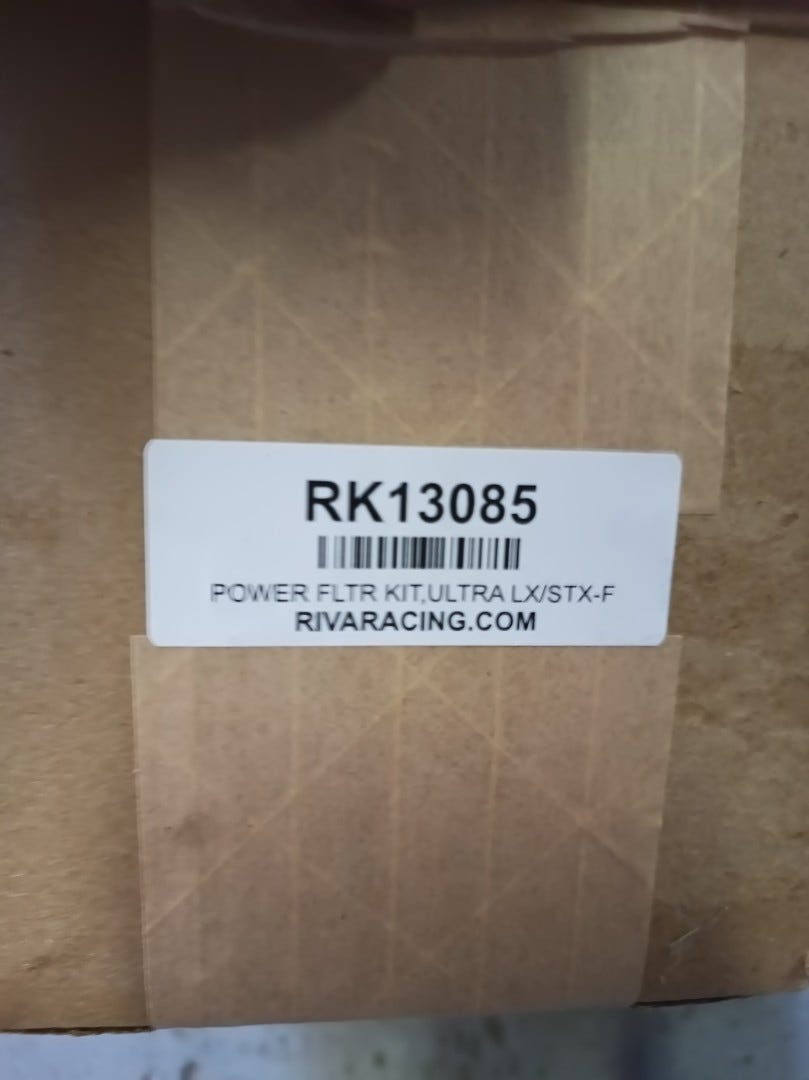 RK13085
POWER FLTR KIT,ULTRA LX/STX-F
RIVARACING.COM